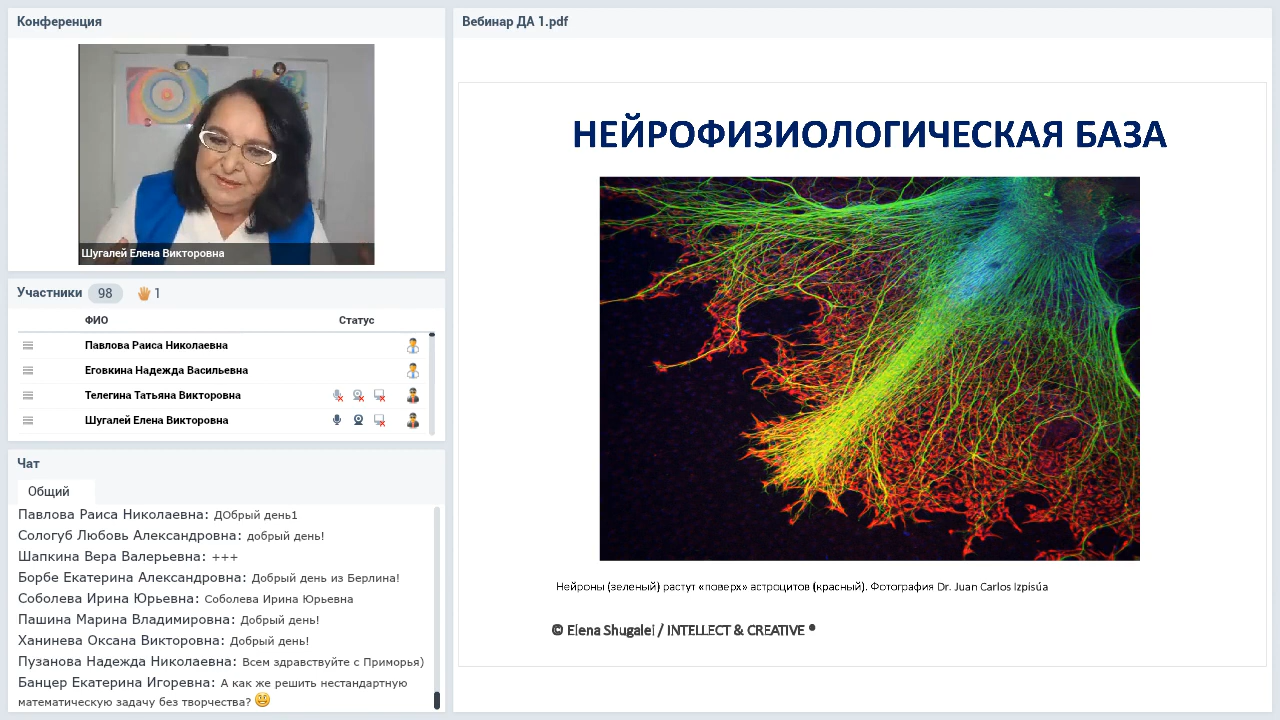 Конференция
Шугалей Елена Викторовна
Участники 98 1
ФИО Статус
Павлова Раиса Николаевна
Еговкина Надежда Васильевна
Телегина Татьяна Викторовна
Шугалей Елена Викторовна
Чат
Общий
Павлова Раиса Николаевна: ДОбрый день1
Сологуб Любовь Александровна: добрый день!
Шапкина Вера Валерьевна: +++
Борбе Екатерина Александровна: Добрый день из Берлина!
Соболева Ирина Юрьевна: Соболева Ирина Юрьевна
Пашина Марина Владимировна: Добрый день!
Ханинева Оксана Викторовна: Добрый день!
Пузанова Надежда Николаевна: Всем здравствуйте с Приморья)
Банцер Екатерина Игоревна: А как же решить нестандартную
математическую задачу без творчества?
Вебинар ДА 1.pdf
НЕЙРОФИЗИОЛОГИЧЕСКАЯ БАЗА
Нейроны (зеленый) растут «поверх» астроцитов (красный). Фотография Dr. Juan Carlos Izpisúa
© Elena Shugalei / INTELLECT & CREATIVE ®